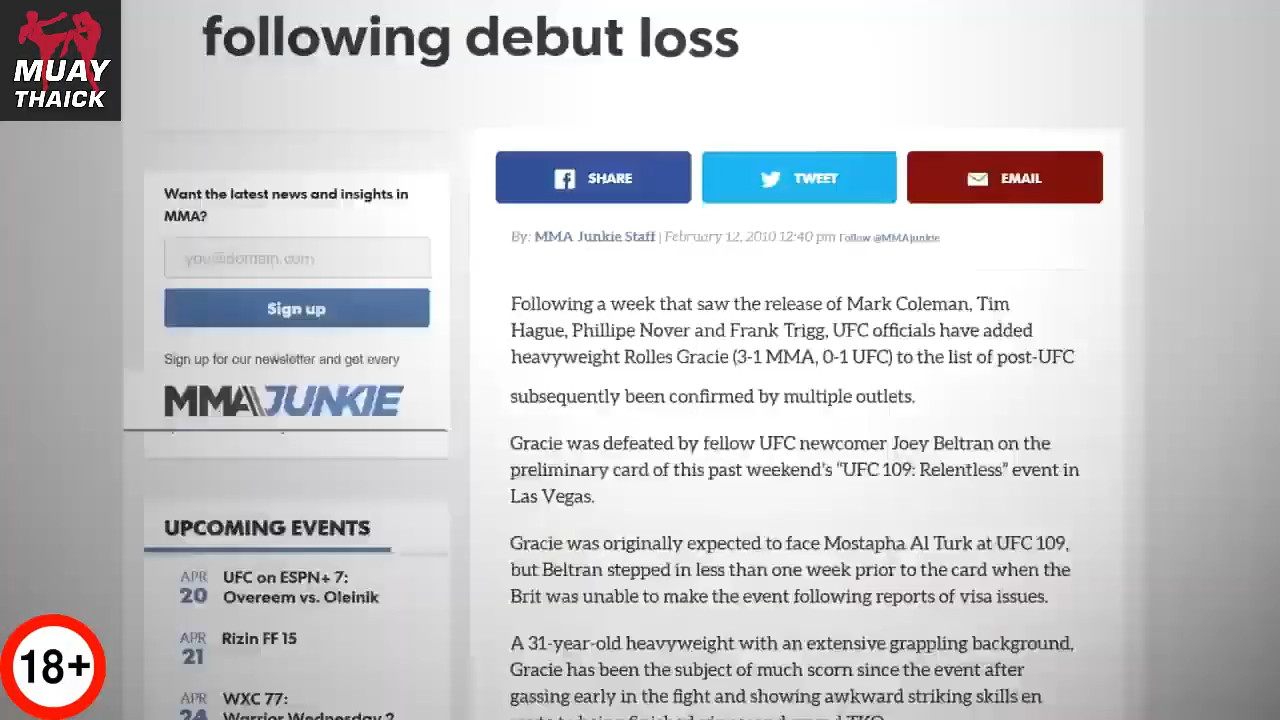 MUAY
THAICK
following debut loss
SHARE
TWEET
EMAIL
By: MMA Junkie Staff | February 12, 2010 12:40 pm Follow @MMAjunkie
Want the latest news and insights in
MMA?
you@domain.com
Sign up
Sign up for our newsletter and get every
MMAJUNKIE
UPCOMING EVENTS
APR
20
UFC on ESPN+ 7:
Overeem vs. Oleinik
APR
21
Rizin FF 15
APR
24
WXC 77:
Warrior Wednesday 2
Following a week that saw the release of Mark Coleman, Tim
Hague, Phillipe Nover and Frank Trigg, UFC officials have added
heavyweight Rolles Gracie (3-1 MMA, 0-1 UFC) to the list of post-UFC
subsequently been confirmed by multiple outlets.
Gracie was defeated by fellow UFC newcomer Joey Beltran on the
preliminary card of this past weekend's "UFC 109: Relentless" event in
Las Vegas.
Gracie was originally expected to face Mostapha Al Turk at UFC 109,
but Beltran stepped in less than one week prior to the card when the
Brit was unable to make the event following reports of visa issues.
A 31-year-old heavyweight with an extensive grappling background,
Gracie has been the subject of much scorn since the event after
gassing early in the fight and showing awkward striking skills en
18+